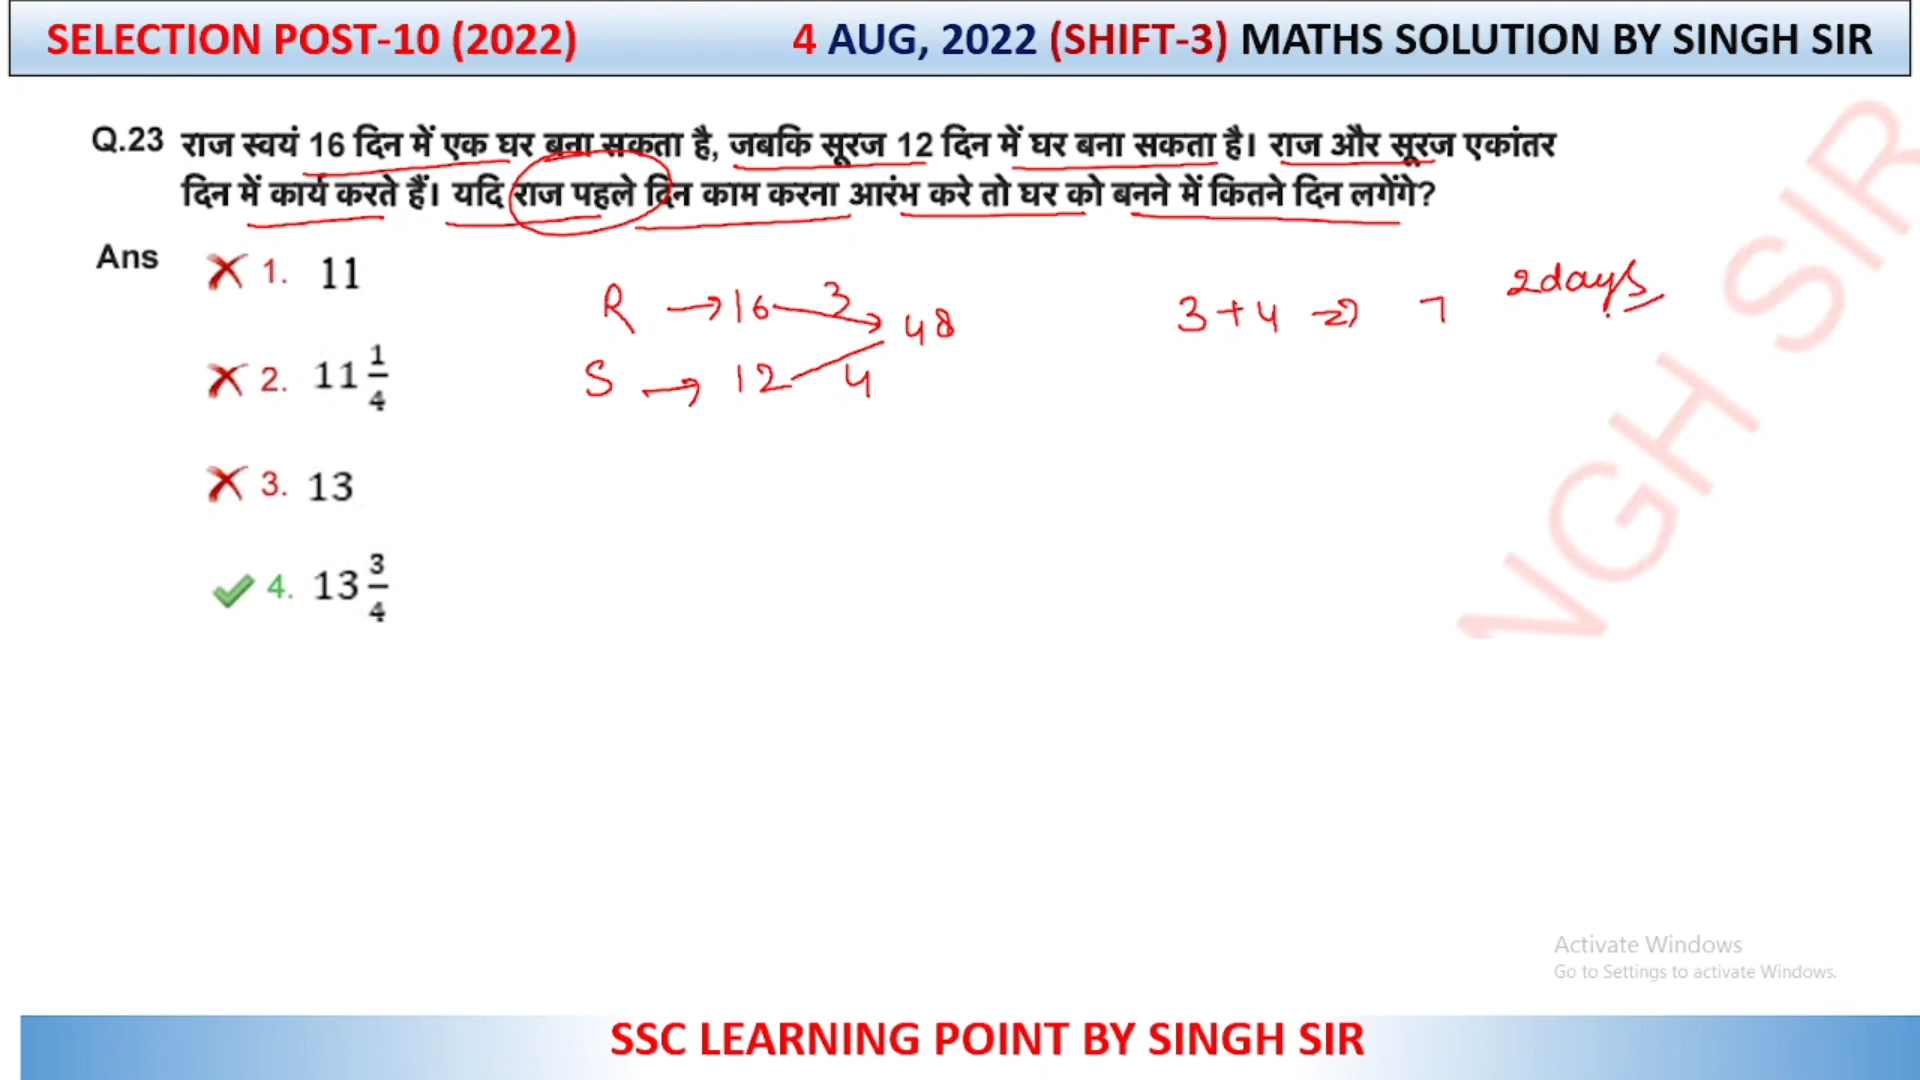 SELECTION POST-10 (2022) 4 AUG, 2022 (SHIFT-3) MATHS SOLUTION BY SINGH SIR
Q.23 राज स्वयं 16 दिन में एक घर बना सकता है, जबकि सूरज 12 दिन में घर बना सकता है। राज और सूरज एकांतर
दिन में कार्य करते हैं। यदि राज पहले दिन काम करना आरंभ करे तो घर को बनने में कितने दिन लगेंगे?
Ans
1. 11
2. 11 1/4
3. 13
4. 13 3/4
R → 16 3
48
S → 12 4
3 + 4 ⇒ 7 2 days
NGH SIR
Activate Windows
Go to Settings to activate Windows.
SSC LEARNING POINT BY SINGH SIR